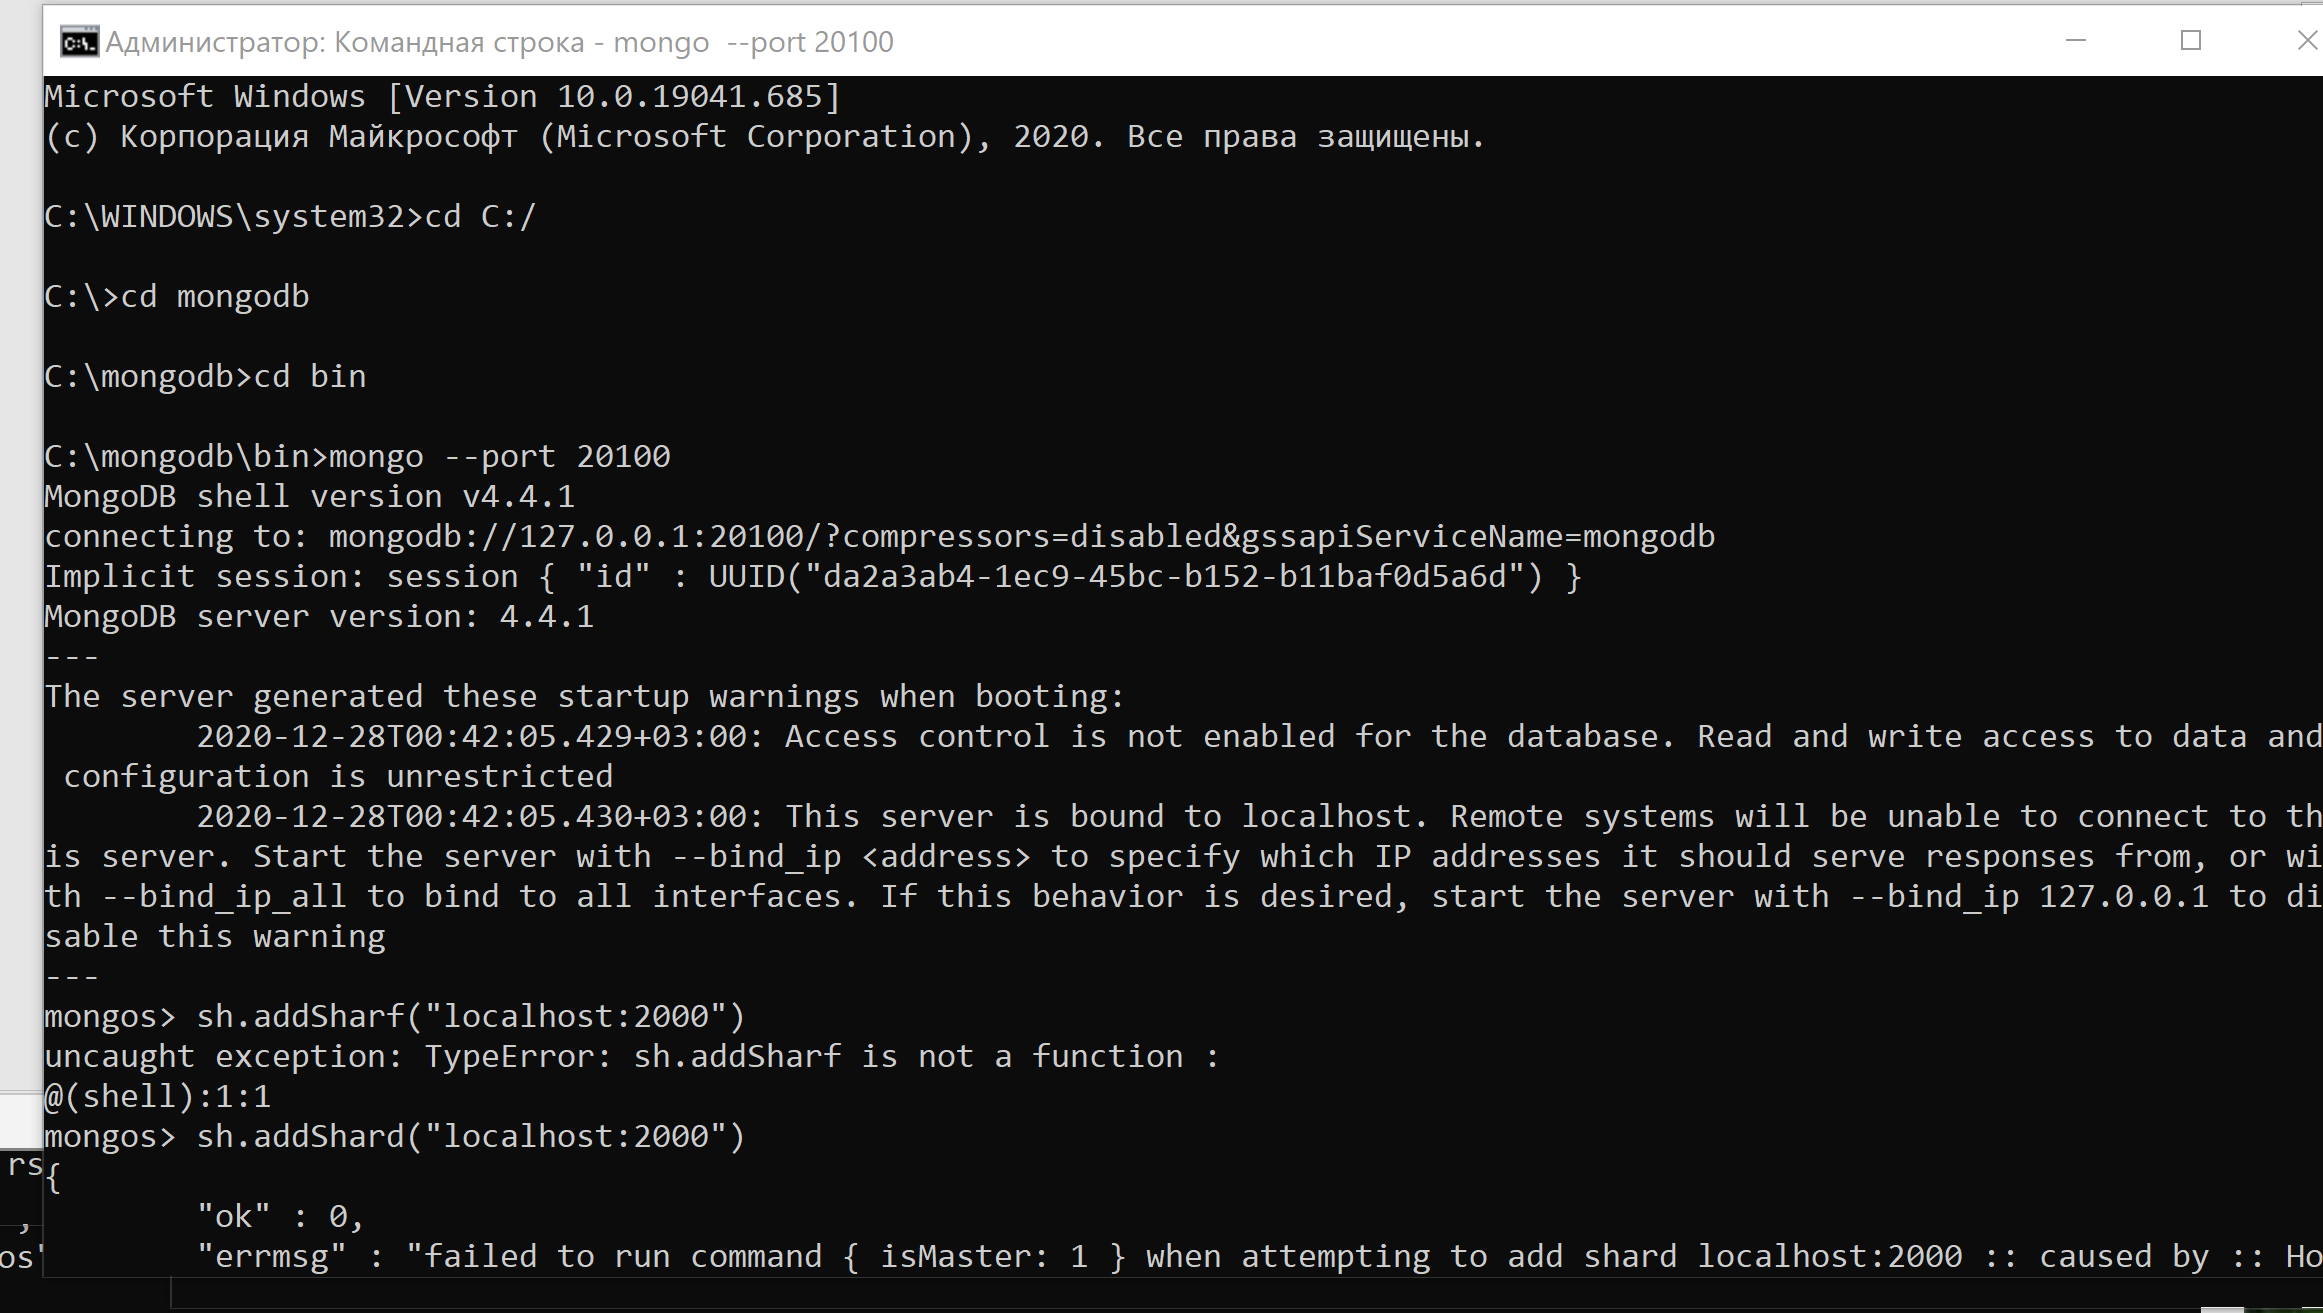 Администратор: Командная строка - mongo  --port 20100
Microsoft Windows [Version 10.0.19041.685]
(c) Корпорация Майкрософт (Microsoft Corporation), 2020. Все права защищены.
C:\WINDOWS\system32>cd C:/
C:\>cd mongodb
C:\mongodb>cd bin
C:\mongodb\bin>mongo --port 20100
MongoDB shell version v4.4.1
connecting to: mongodb://127.0.0.1:20100/?compressors=disabled&gssapiServiceName=mongodb
Implicit session: session { "id" : UUID("da2a3ab4-1ec9-45bc-b152-b11baf0d5a6d") }
MongoDB server version: 4.4.1
---
The server generated these startup warnings when booting:
        2020-12-28T00:42:05.429+03:00: Access control is not enabled for the database. Read and write access to data and
 configuration is unrestricted
        2020-12-28T00:42:05.430+03:00: This server is bound to localhost. Remote systems will be unable to connect to th
is server. Start the server with --bind_ip <address> to specify which IP addresses it should serve responses from, or wi
th --bind_ip_all to bind to all interfaces. If this behavior is desired, start the server with --bind_ip 127.0.0.1 to di
sable this warning
---
mongos> sh.addSharf("localhost:2000")
uncaught exception: TypeError: sh.addSharf is not a function :
@(shell):1:1
mongos> sh.addShard("localhost:2000")
rs
{
        "ok" : 0,
,
os'
        "errmsg" : "failed to run command { isMaster: 1 } when attempting to add shard localhost:2000 :: caused by :: Ho